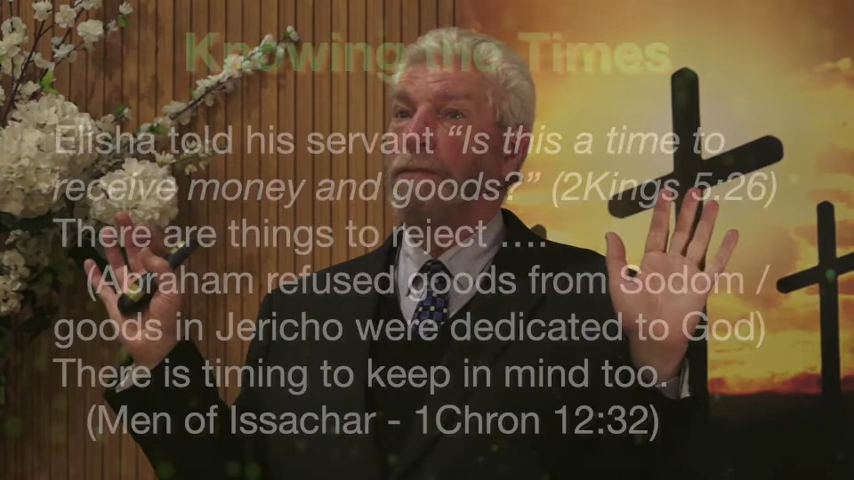 Knowing the Times
Elisha told his servant “Is this a time to
receive money and goods?” (2Kings 5:26)
There are things to reject ….
(Abraham refused goods from Sodom /
goods in Jericho were dedicated to God)
There is timing to keep in mind too.
(Men of Issachar - 1Chron 12:32)